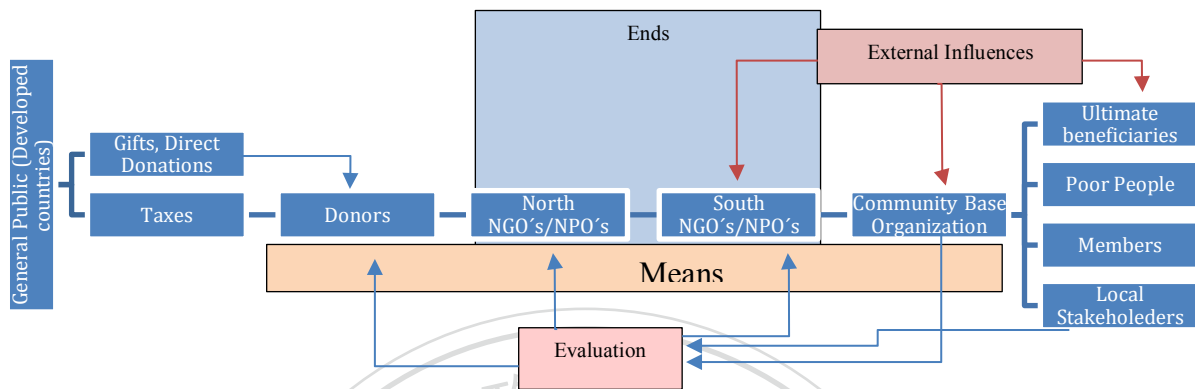 General Public (Developed
countries)
Gifts, Direct
Donations
Taxes
Donors
Ends
North
NGO´s/NPO´s
South
NGO´s/NPO´s
External Influences
Community Base
Organization
Ultimate
beneficiaries
Poor People
Members
Local
Stakeholeders
Means
Evaluation